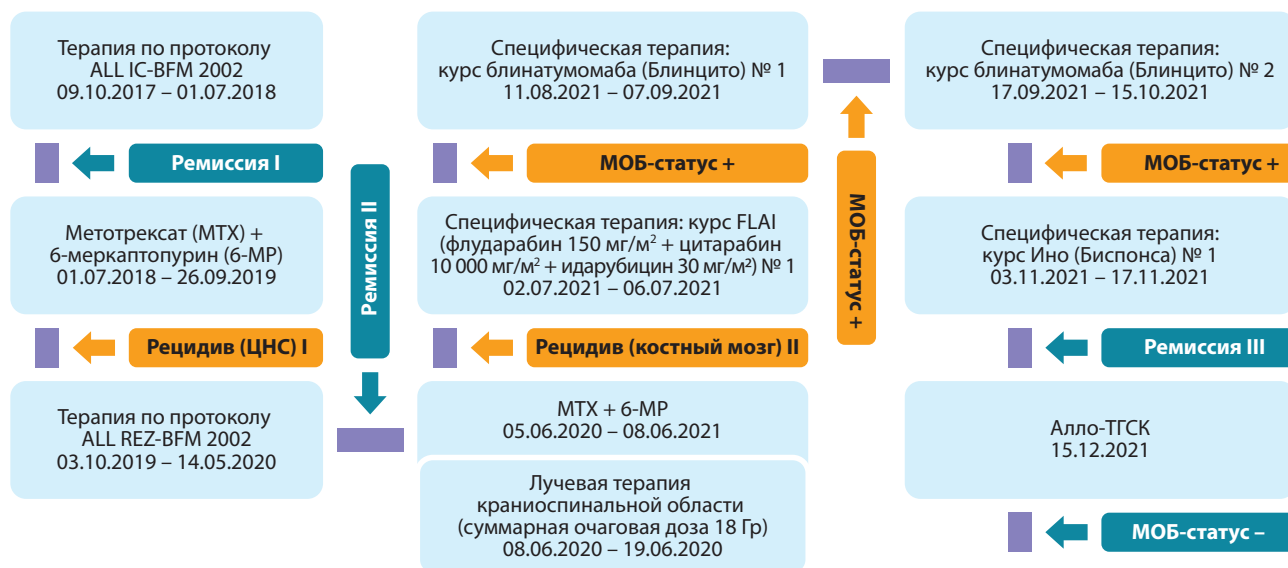 Терапия по протоколу
ALL IC-BFM 2002
09.10.2017 – 01.07.2018
Ремиссия I
Метотрексат (МТХ) +
6-меркаптопурин (6-МР)
01.07.2018 – 26.09.2019
Рецидив (ЦНС) I
Терапия по протоколу
ALL REZ-BFM 2002
03.10.2019 – 14.05.2020
Ремиссия II
МТХ + 6-МР
05.06.2020 – 08.06.2021
Лучевая терапия
краниоспинальной области
(суммарная очаговая доза 18 Гр)
08.06.2020 – 19.06.2020
Рецидив (костный мозг) II
Специфическая терапия: курс FLAI
(флударабин 150 мг/м² + цитарабин
10 000 мг/м² + идарубицин 30 мг/м²) № 1
02.07.2021 – 06.07.2021
МОБ-статус +
Специфическая терапия:
курс блинатумомаба (Блинцито) № 1
11.08.2021 – 07.09.2021
МОБ-статус +
Специфическая терапия:
курс блинатумомаба (Блинцито) № 2
17.09.2021 – 15.10.2021
МОБ-статус +
Специфическая терапия:
курс Ино (Биспонса) № 1
03.11.2021 – 17.11.2021
Ремиссия III
Алло-ТГСК
15.12.2021
МОБ-статус –